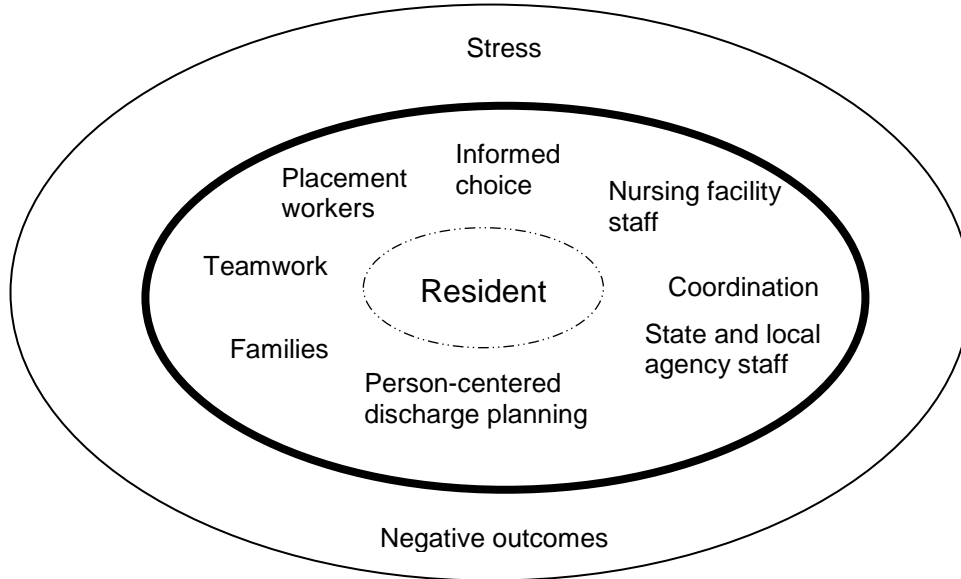 Stress
Informed
choice
Placement
workers
Nursing facility
staff
Teamwork
Resident
Coordination
Families
State and local
agency staff
Person-centered
discharge planning
Negative outcomes